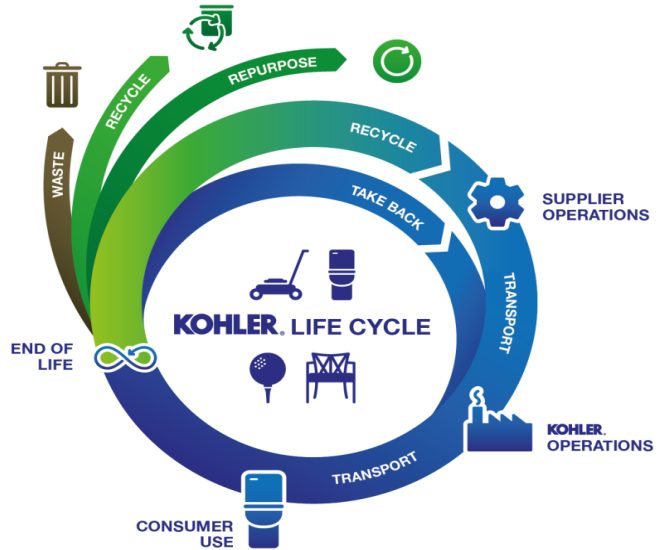 REPURPOSE
RECYCLE
WASTE
RECYCLE
TAKE BACK
SUPPLIER
OPERATIONS
TRANSPORT
KOHLER. LIFE CYCLE
END OF
LIFE
KOHLER.
OPERATIONS
TRANSPORT
CONSUMER
USE